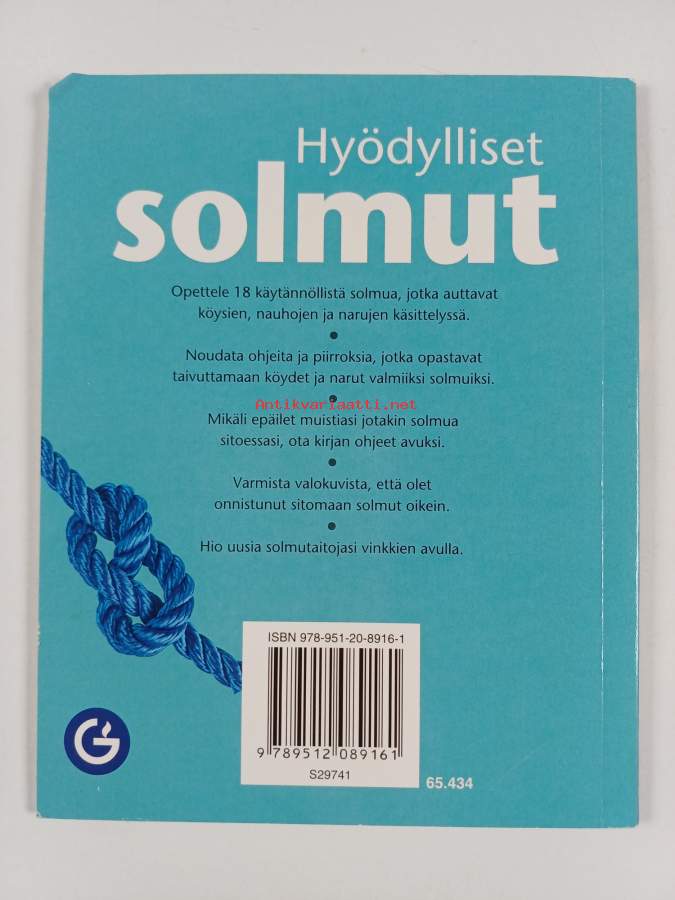 Hyödylliset
solmut
Opettele 18 käytännöllistä solmua, jotka auttavat
köysien, nauhojen ja narujen käsittelyssä.
•
Noudata ohjeita ja piirroksia, jotka opastavat
taivuttamaan köydet ja narut valmiiksi solmuiksi.
•
Antikvariaatti.net
Mikäli epäilet muistiasi jotakin solmua
sitoessasi, ota kirjan ohjeet avuksi.
•
Varmista valokuvista, että olet
onnistunut sitomaan solmut oikein.
•
Hio uusia solmutaitojasi vinkkien avulla.
ISBN 978-951-20-8916-1
9 789512 089161
S29741
65.434
G